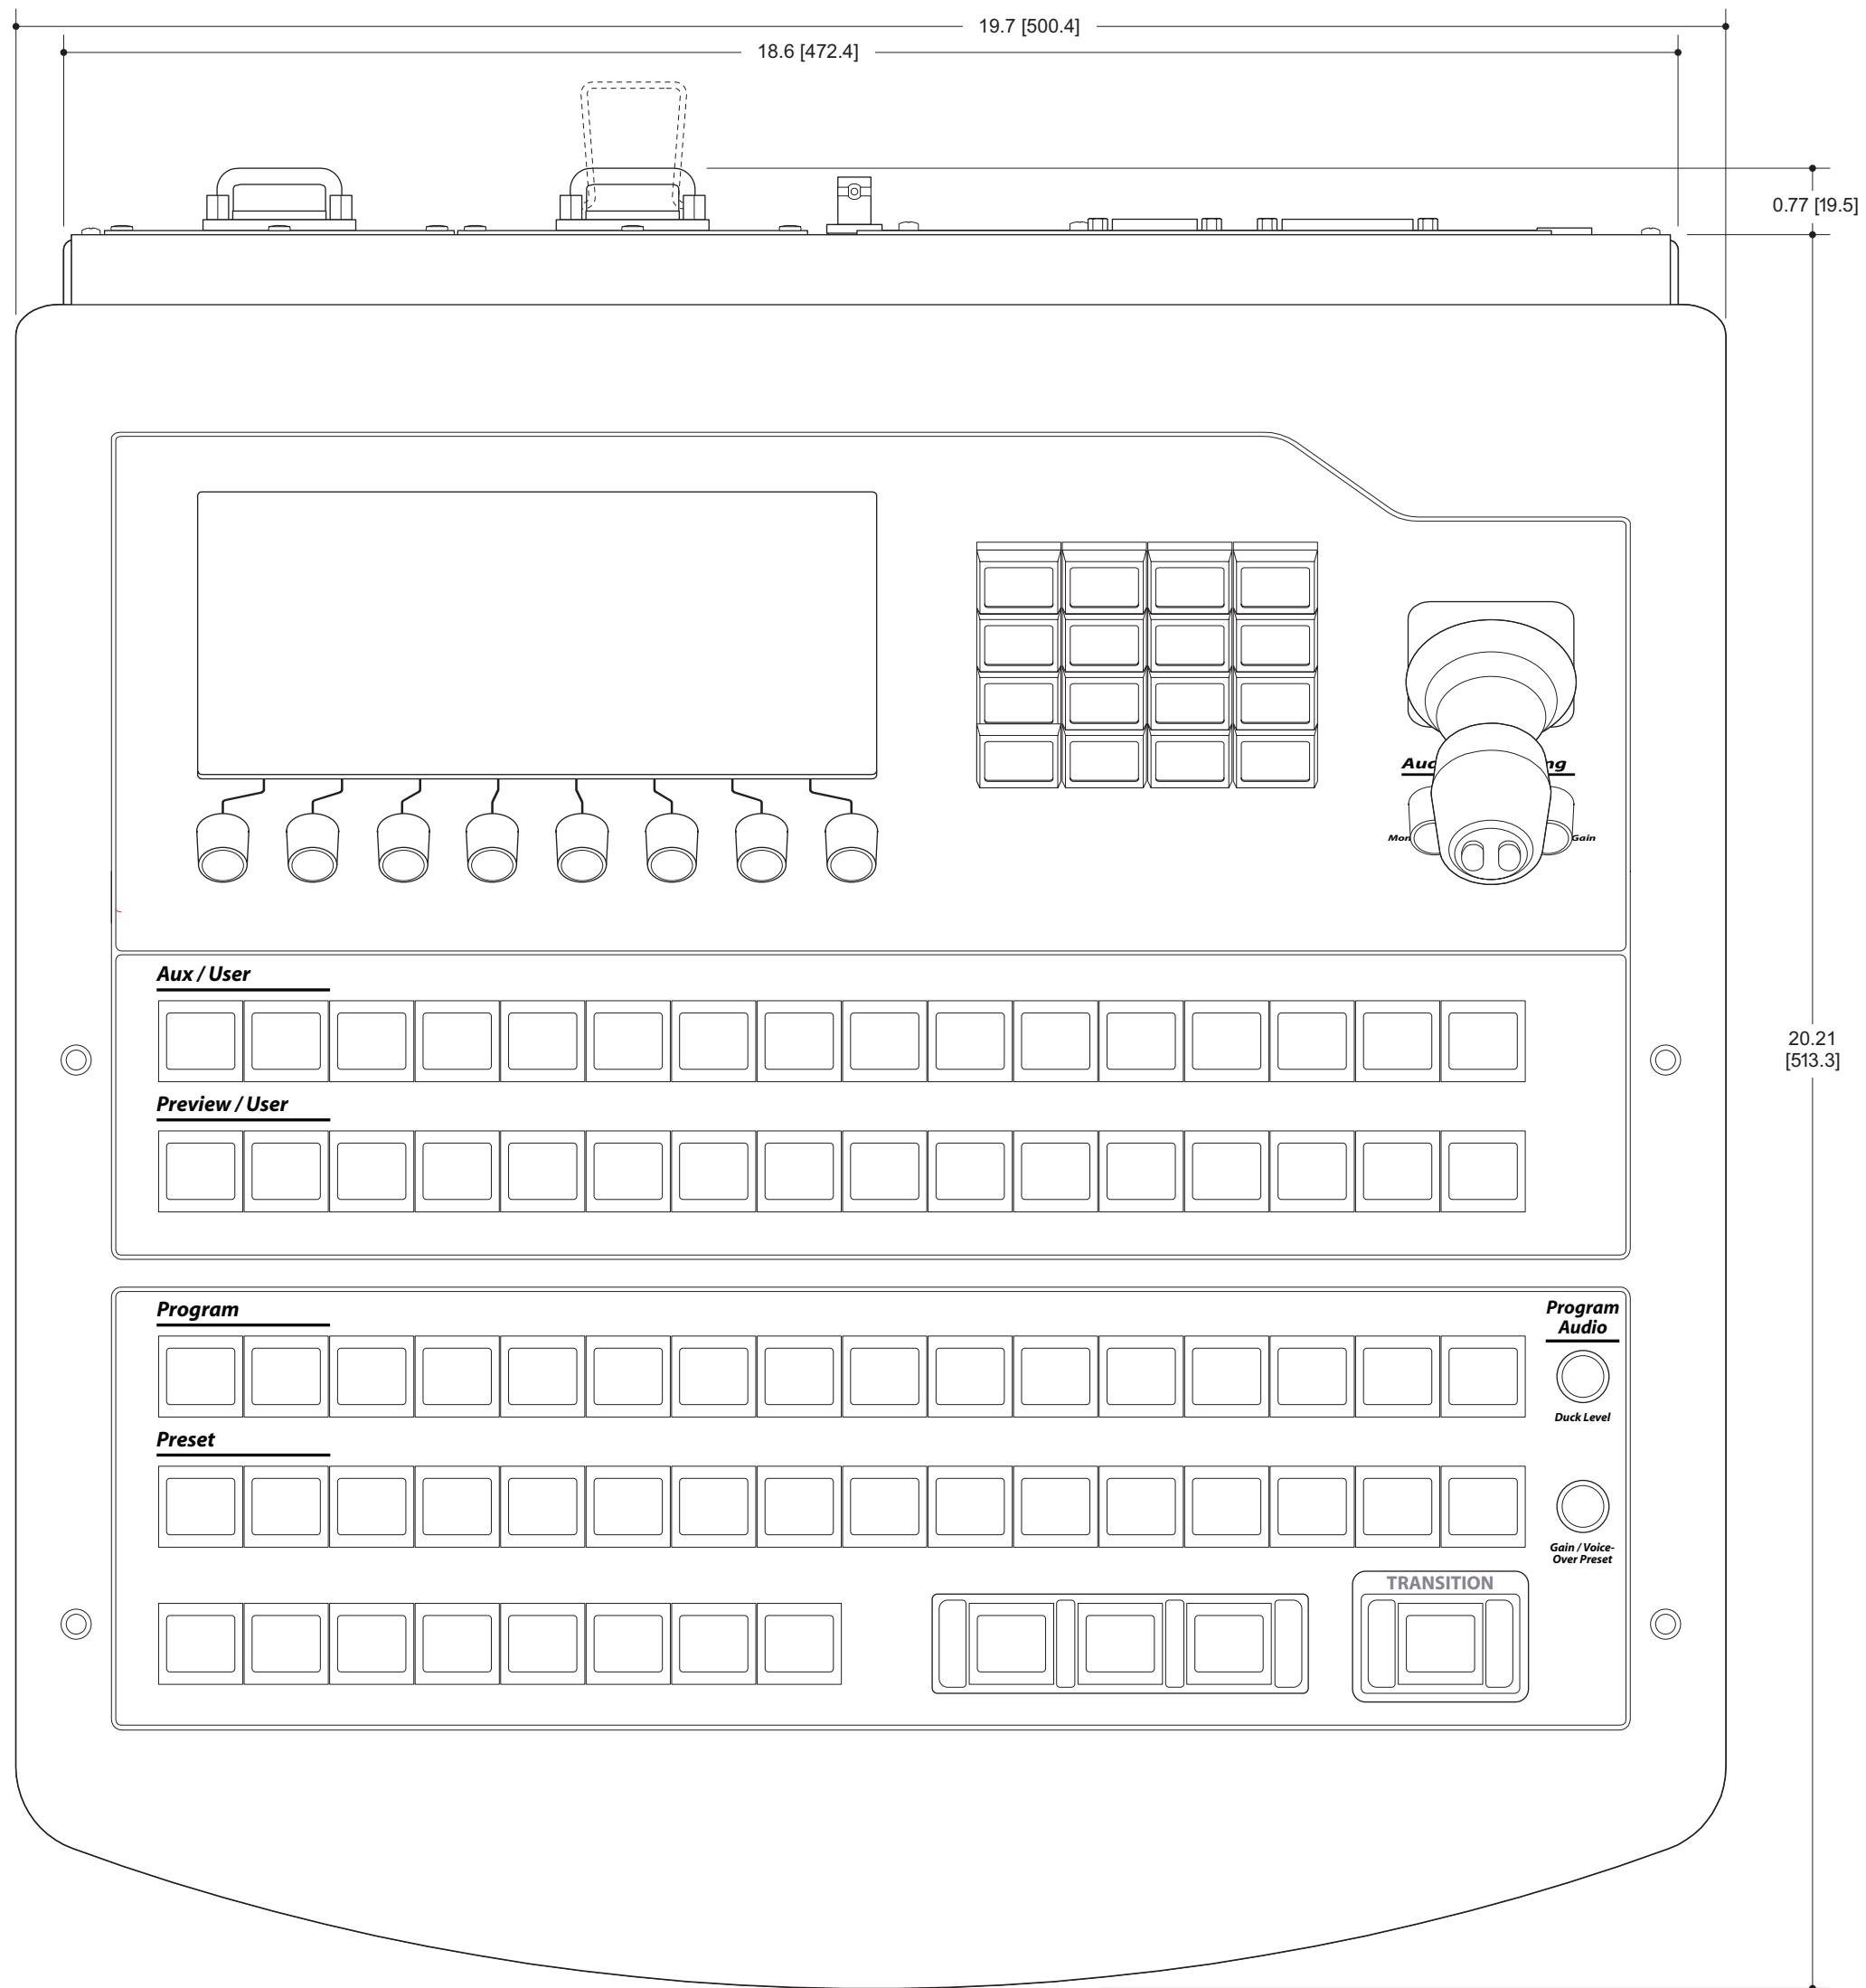 19.7 [500.4]
18.6 [472.4]
0.77 [19.5]
Mon
Gain
Aux / User
20.21
[513.3]
Preview / User
Program
Program
Audio
Duck Level
Preset
Gain / Voice-
Over Preset
TRANSITION